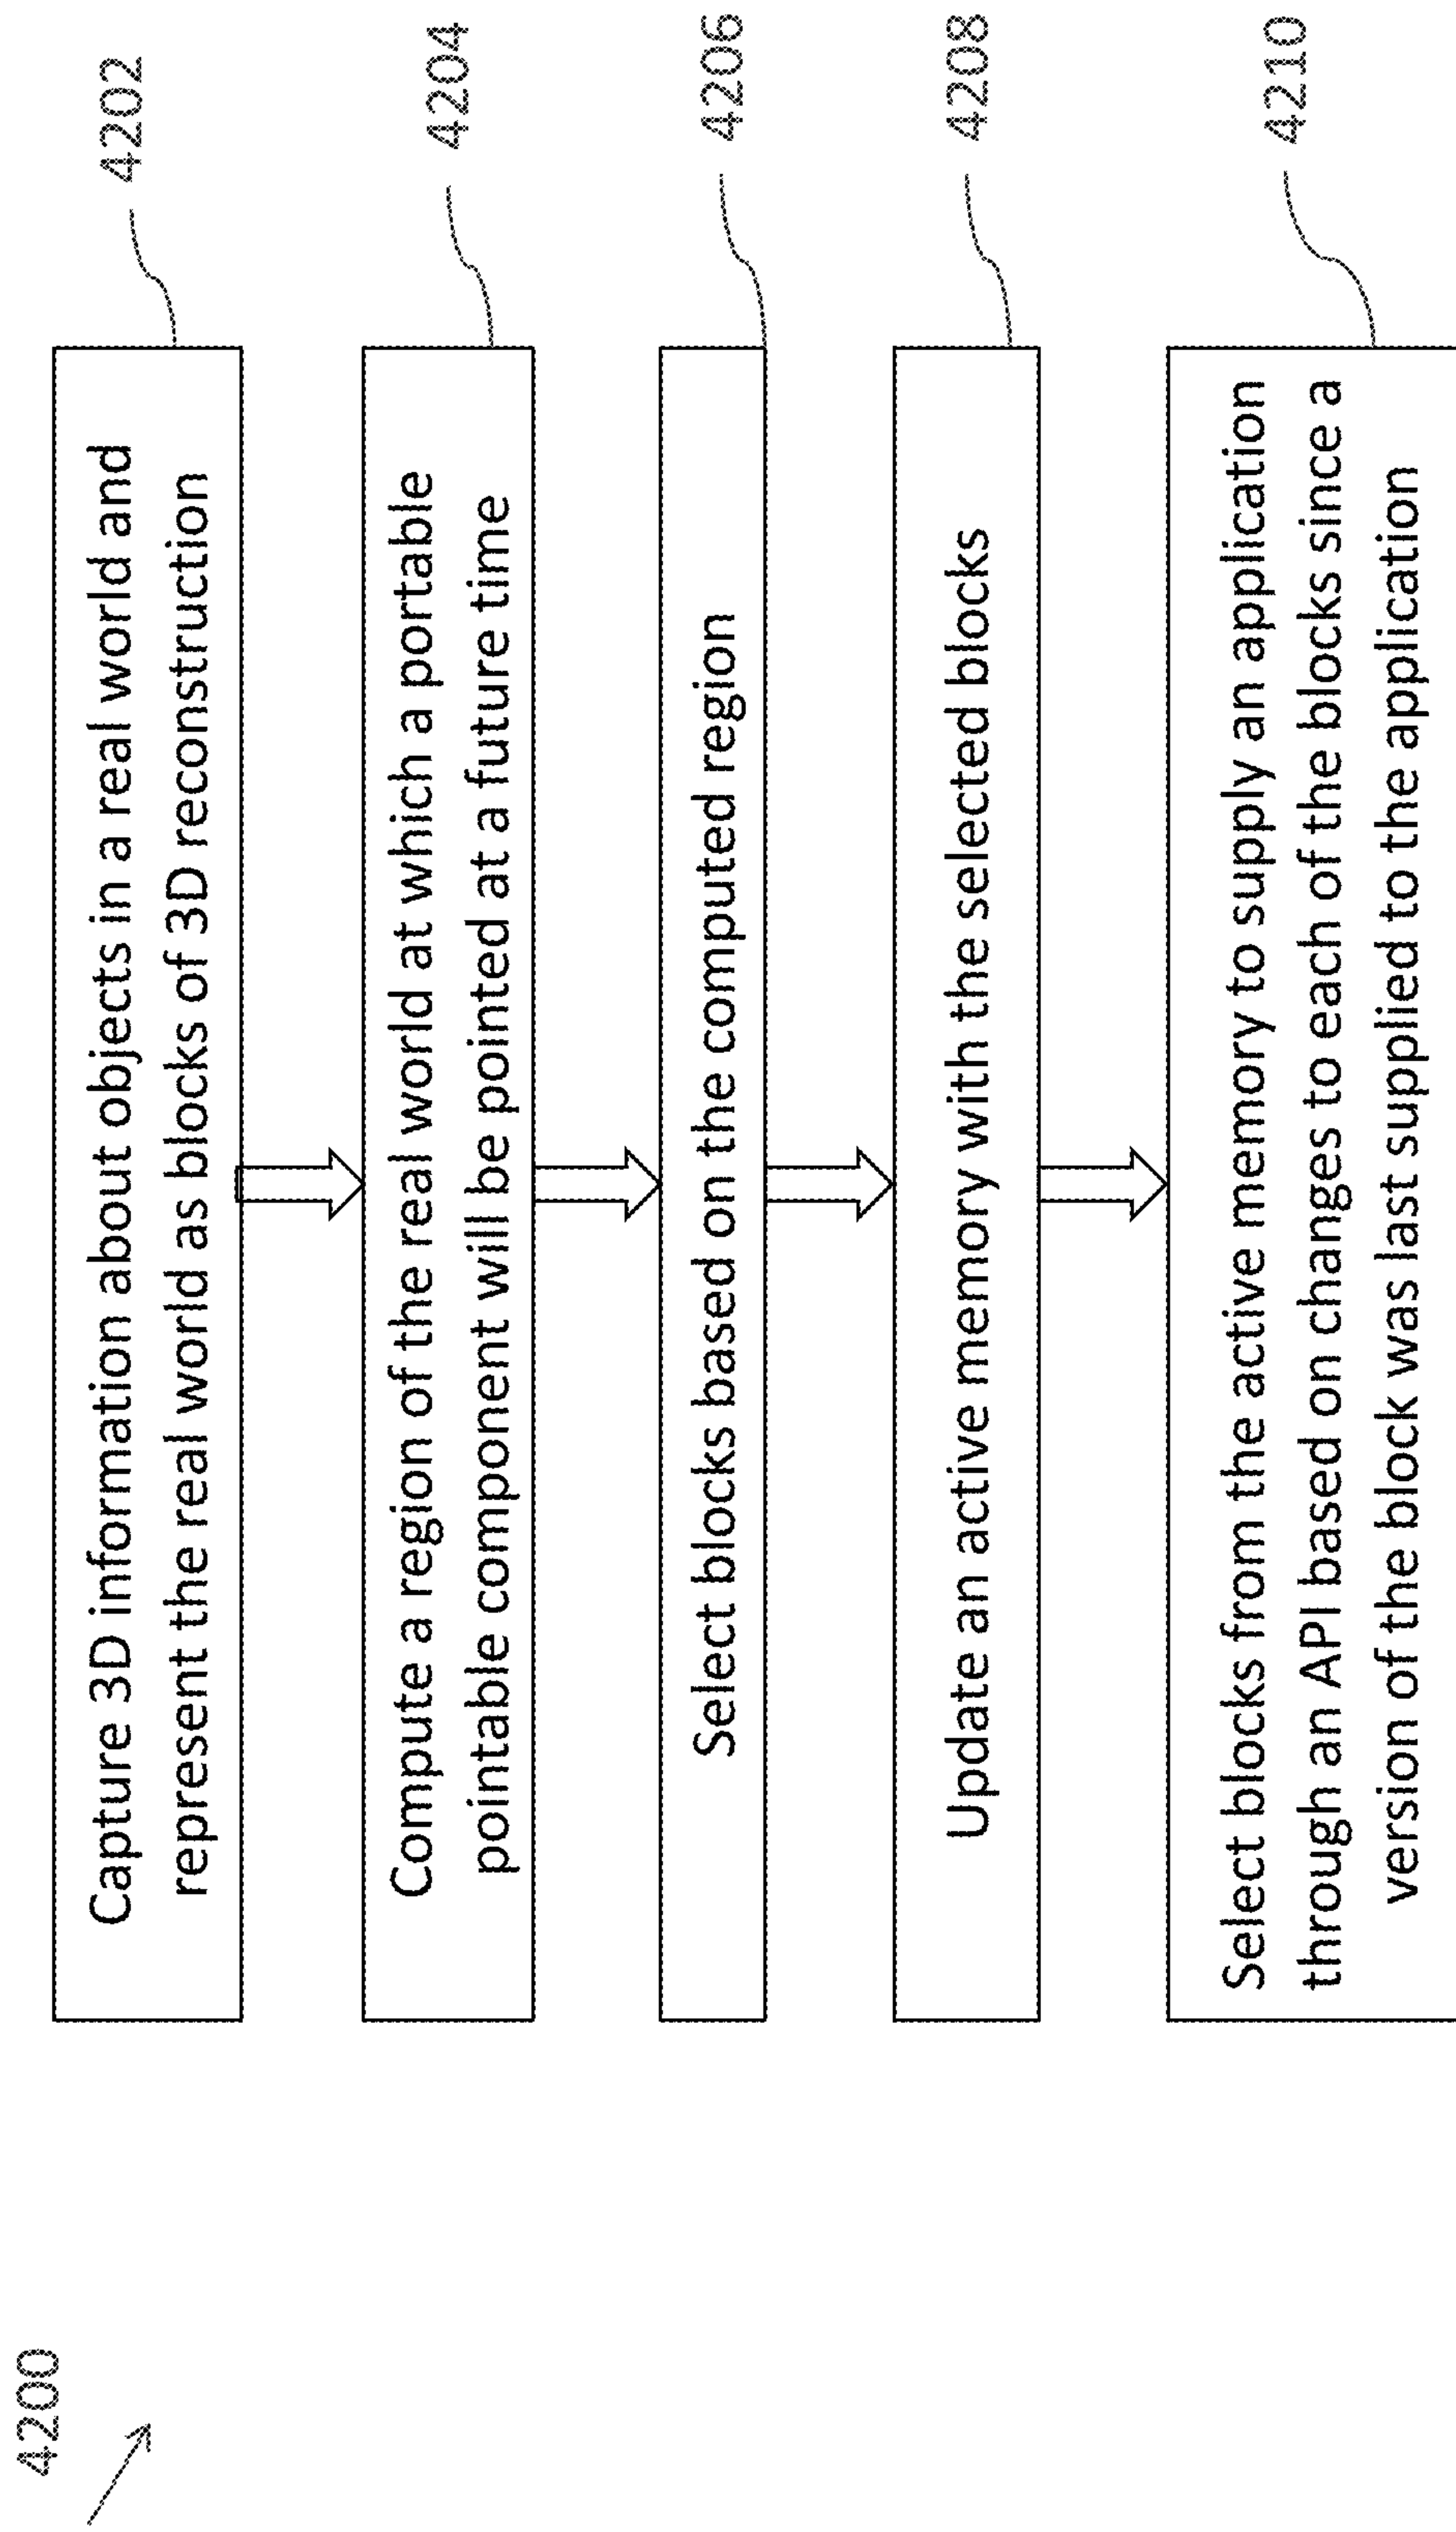 4200
Capture 3D information about objects in a real world and
represent the real world as blocks of 3D reconstruction
4202
Compute a region of the real world at which a portable
pointable component will be pointed at a future time
4204
Select blocks based on the computed region
4206
Update an active memory with the selected blocks
4208
Select blocks from the active memory to supply an application
through an API based on changes to each of the blocks since a
version of the block was last supplied to the application
4210